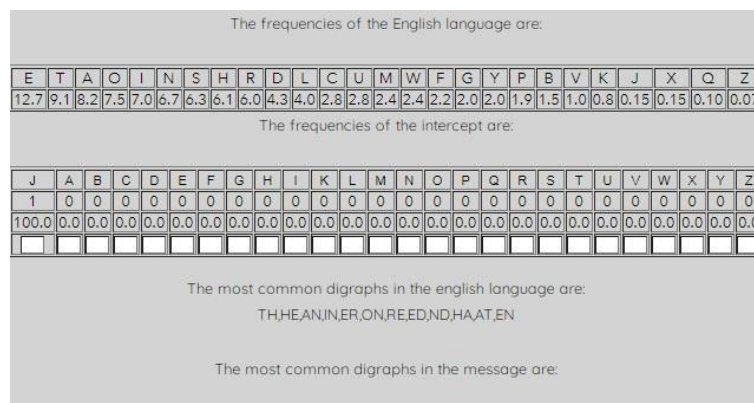 The frequencies of the English language are:
E T A O I N S H R D L C U M W F G Y P B V K J X Q Z
12.7 9.1 8.2 7.5 7.0 6.7 6.3 6.1 6.0 4.3 4.0 2.8 2.8 2.4 2.4 2.2 2.0 2.0 1.9 1.5 1.0 0.8 0.15 0.15 0.10 0.07
The frequencies of the intercept are:
J A B C D E F G H I K L M N O P Q R S T U V W X Y Z
1 0 0 0 0 0 0 0 0 0 0 0 0 0 0 0 0 0 0 0 0 0 0 0 0 0
100.0 0.0 0.0 0.0 0.0 0.0 0.0 0.0 0.0 0.0 0.0 0.0 0.0 0.0 0.0 0.0 0.0 0.0 0.0 0.0 0.0 0.0 0.0 0.0 0.0 0.0
The most common digraphs in the english language are:
TH,HE,AN,IN,ER,ON,RE,ED,ND,HA,AT,EN
The most common digraphs in the message are: